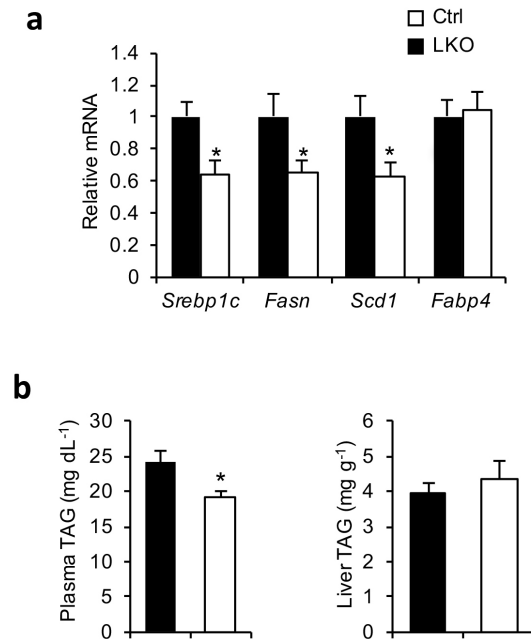 a
Ctrl
LKO
Relative mRNA
1.4
1.2
1
0.8
0.6
0.4
0.2
0
* * *
Srebp1c Fasn Scd1 Fabp4
b
Plasma TAG (mg dL-1)
30
25
20
15
10
5
0
*
Liver TAG (mg g-1)
6
5
4
3
2
1
0